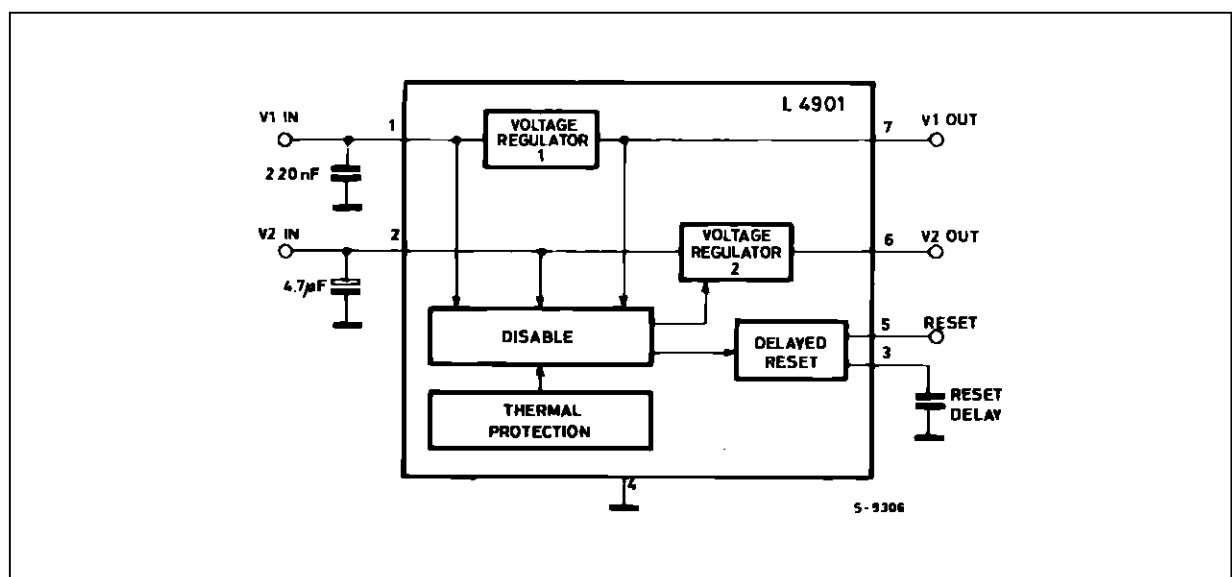 L 4901
V1 IN
1
VOLTAGE
REGULATOR
1
7
V1 OUT
220nF
V2 IN
2
VOLTAGE
REGULATOR
2
6
V2 OUT
4.7µF
DISABLE
DELAYED
RESET
5
RESET
3
RESET
DELAY
THERMAL
PROTECTION
4
S-9306